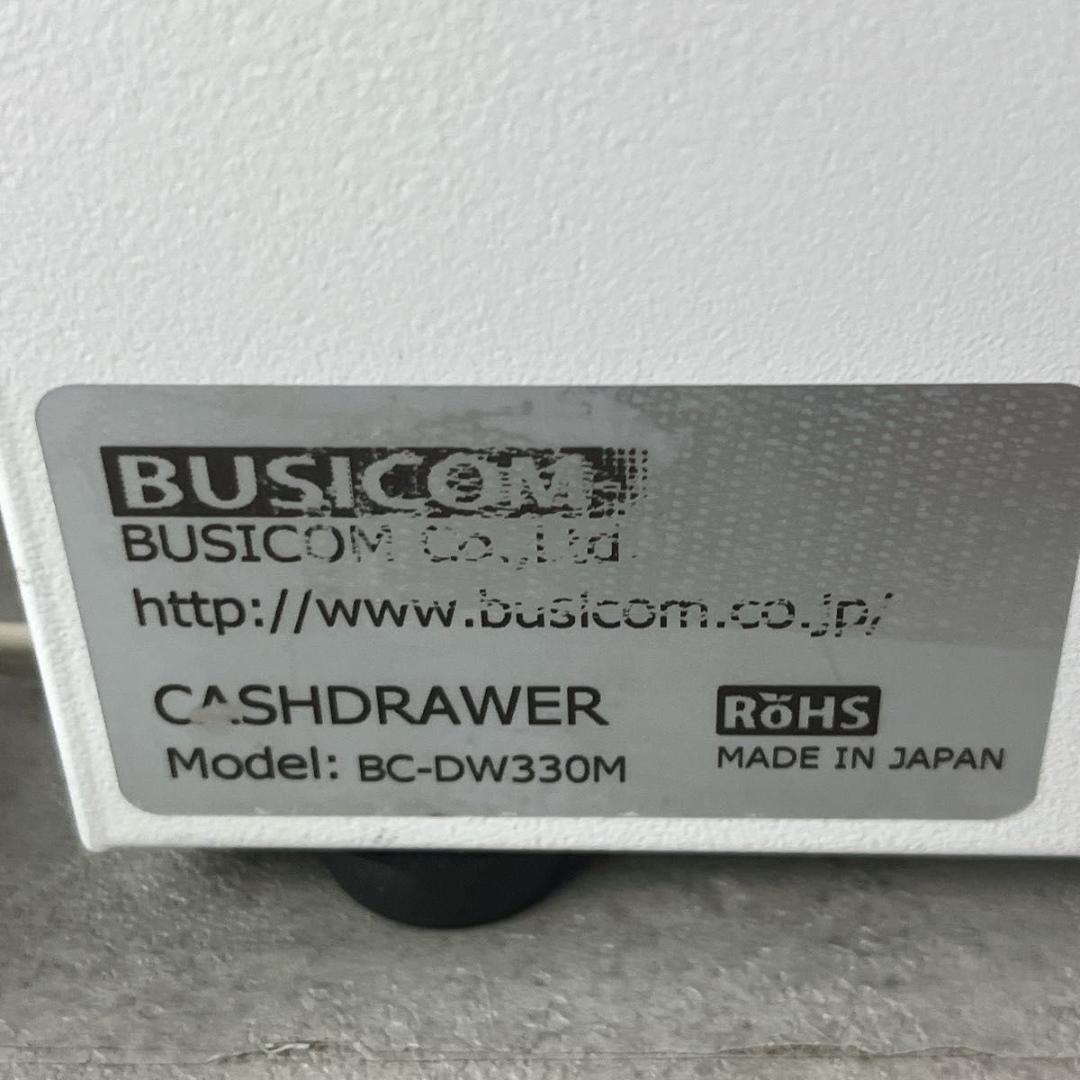 BUSICOM
BUSICOM Co.,Ltd.
http://www.busicom.co.jp/
CASHDRAWER
Model: BC-DW330M
RoHS
MADE IN JAPAN